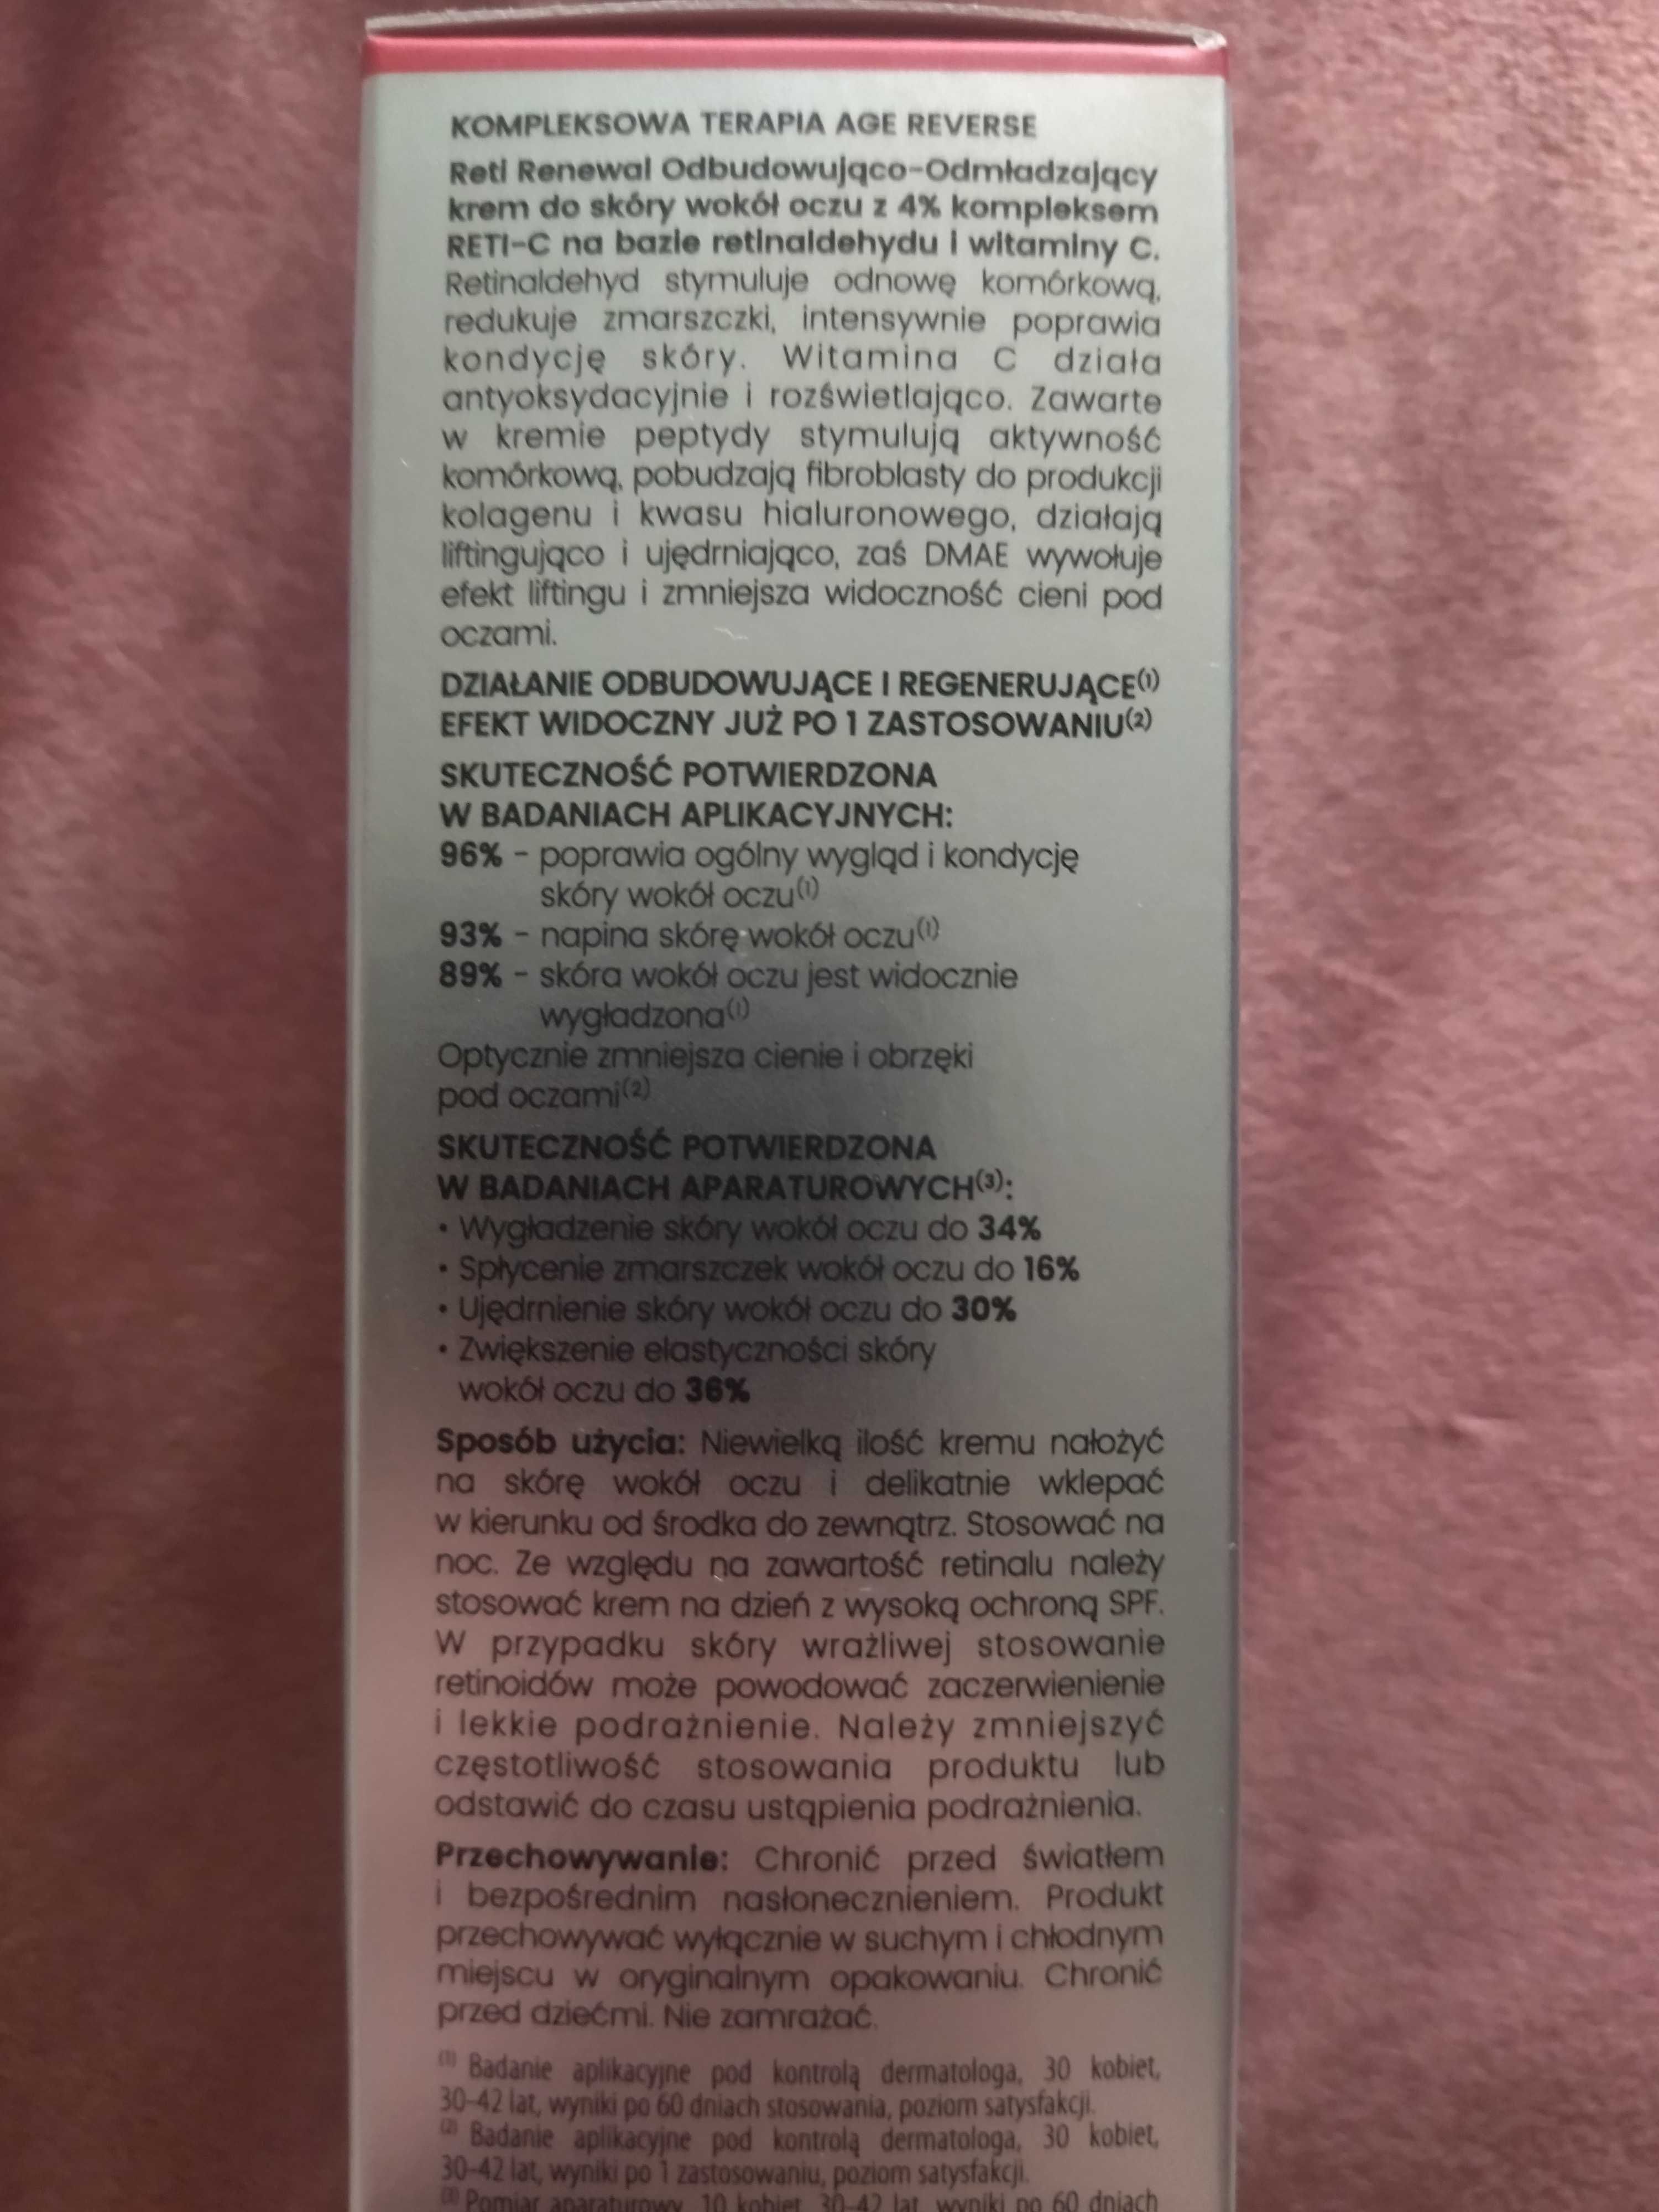 KOMPLEKSOWA TERAPIA AGE REVERSE
Reti Renewal Odbudowująco-Odmładzający
krem do skóry wokół oczu z 4% kompleksem
RETI-C na bazie retinaldehydu i witaminy C.
Retinaldehyd stymuluje odnowę komórkową,
redukuje zmarszczki, intensywnie poprawia
kondycję skóry. Witamina C działa
antyoksydacyjnie i rozświetlająco. Zawarte
w kremie peptydy stymulują aktywność
komórkową, pobudzają fibroblasty do produkcji
kolagenu i kwasu hialuronowego, działają
liftingująco i ujędrniająco, zaś DMAE wywołuje
efekt liftingu i zmniejsza widoczność cieni pod
oczami.
DZIAŁANIE ODBUDOWUJĄCE I REGENERUJĄCE(1)
EFEKT WIDOCZNY JUŻ PO 1 ZASTOSOWANIU(2)
SKUTECZNOŚĆ POTWIERDZONA
W BADANIACH APLIKACYJNYCH:
96% - poprawia ogólny wygląd i kondycję
skóry wokół oczu(1)
93% - napina skórę wokół oczu(1)
89% - skóra wokół oczu jest widocznie
wygładzona(1)
Optycznie zmniejsza cienie i obrzęki
pod oczami(2)
SKUTECZNOŚĆ POTWIERDZONA
W BADANIACH APARATUROWYCH(3):
• Wygładzenie skóry wokół oczu do 34%
• Spłycenie zmarszczek wokół oczu do 16%
• Ujędrnienie skóry wokół oczu do 30%
• Zwiększenie elastyczności skóry
wokół oczu do 36%
Sposób użycia: Niewielką ilość kremu nałożyć
na skórę wokół oczu i delikatnie wklepać
w kierunku od środka do zewnątrz. Stosować na
noc. Ze względu na zawartość retinalu należy
stosować krem na dzień z wysoką ochroną SPF.
W przypadku skóry wrażliwej stosowanie
retinoidów może powodować zaczerwienienie
i lekkie podrażnienie. Należy zmniejszyć
częstotliwość stosowania produktu lub
odstawić do czasu ustąpienia podrażnienia.
Przechowywanie: Chronić przed światłem
i bezpośrednim nasłonecznieniem. Produkt
przechowywać wyłącznie w suchym i chłodnym
miejscu w oryginalnym opakowaniu. Chronić
przed dziećmi. Nie zamrażać.
(1) Badanie aplikacyjne pod kontrolą dermatologa, 30 kobiet,
30-42 lat, wyniki po 60 dniach stosowania, poziom satysfakcji.
(2) Badanie aplikacyjne pod kontrolą dermatologa, 30 kobiet,
30-42 lat, wyniki po 1 zastosowaniu, poziom satysfakcji.
(3) Pomiar aparaturowy, 10 kobiet, 30-42 lat, wyniki po 60 dniach